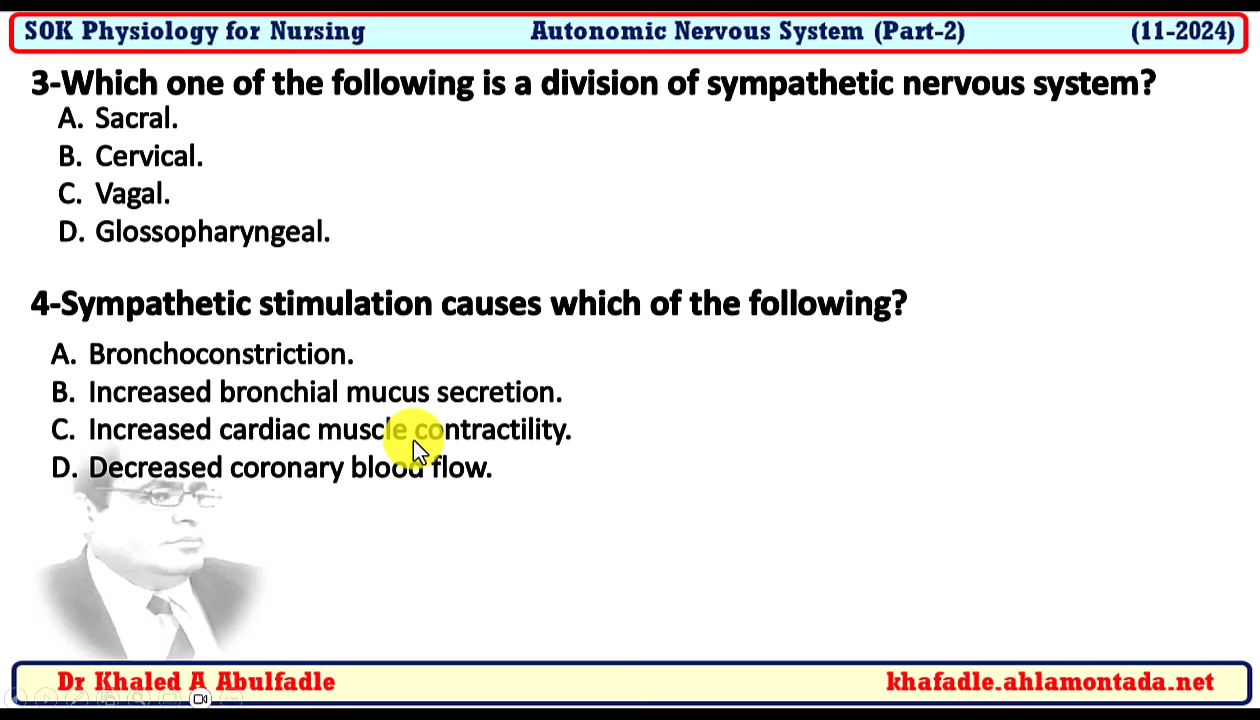 SOK Physiology for Nursing Autonomic Nervous System (Part-2) (11-2024)
3-Which one of the following is a division of sympathetic nervous system?
A. Sacral.
B. Cervical.
C. Vagal.
D. Glossopharyngeal.
4-Sympathetic stimulation causes which of the following?
A. Bronchoconstriction.
B. Increased bronchial mucus secretion.
C. Increased cardiac muscle contractility.
D. Decreased coronary blood flow.
Dr Khaled A Abulfadle khafadle.ahlamontada.net